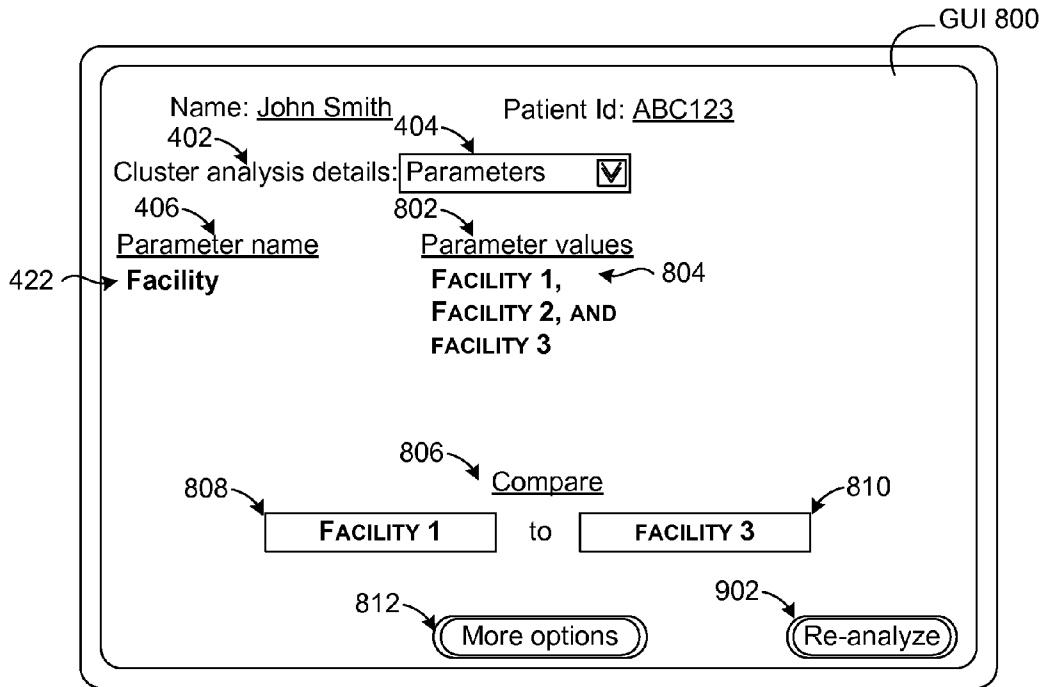 GUI 800
Name: John Smith Patient Id: ABC123
402 404
Cluster analysis details: Parameters
406 802
Parameter name Parameter values
422 Facility FACILITY 1, 804
FACILITY 2, AND
FACILITY 3
806
Compare
808 810
FACILITY 1 to FACILITY 3
812 902
More options Re-analyze